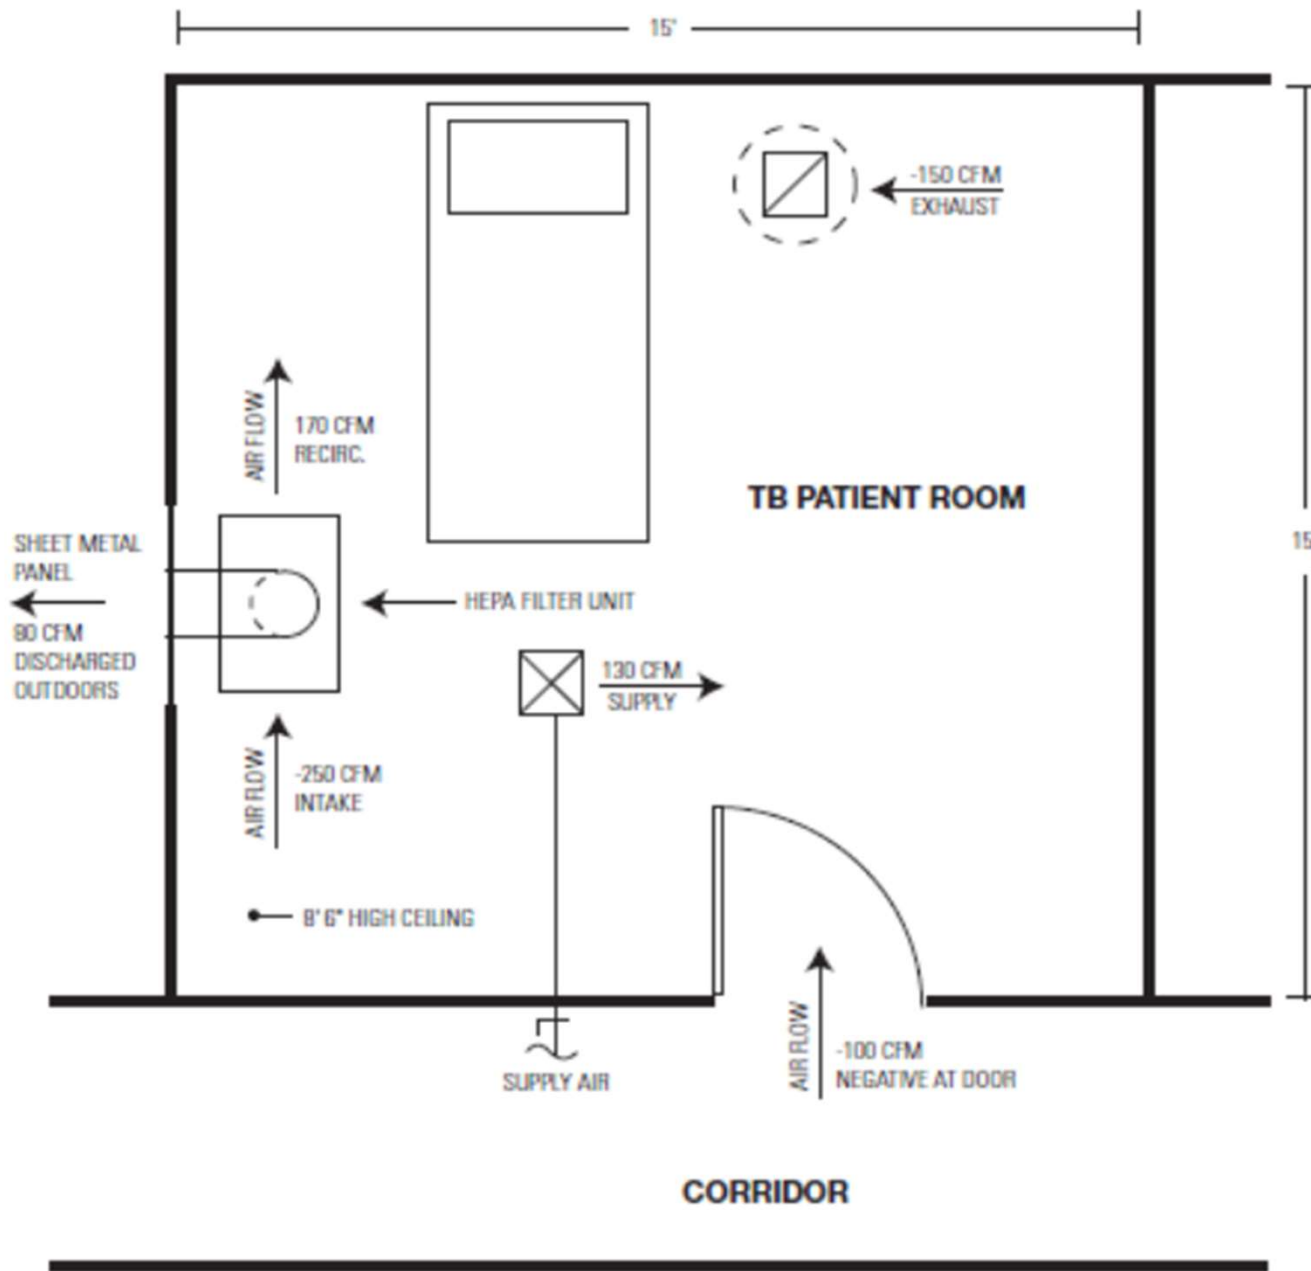 15'
-150 CFM
EXHAUST
AIR FLOW
170 CFM
RECIRC.
TB PATIENT ROOM
SHEET METAL
PANEL
15
HEPA FILTER UNIT
80 CFM
DISCHARGED
OUTDOORS
130 CFM
SUPPLY
AIR FLOW
-250 CFM
INTAKE
8' 6" HIGH CEILING
AIR FLOW
-100 CFM
NEGATIVE AT DOOR
SUPPLY AIR
CORRIDOR